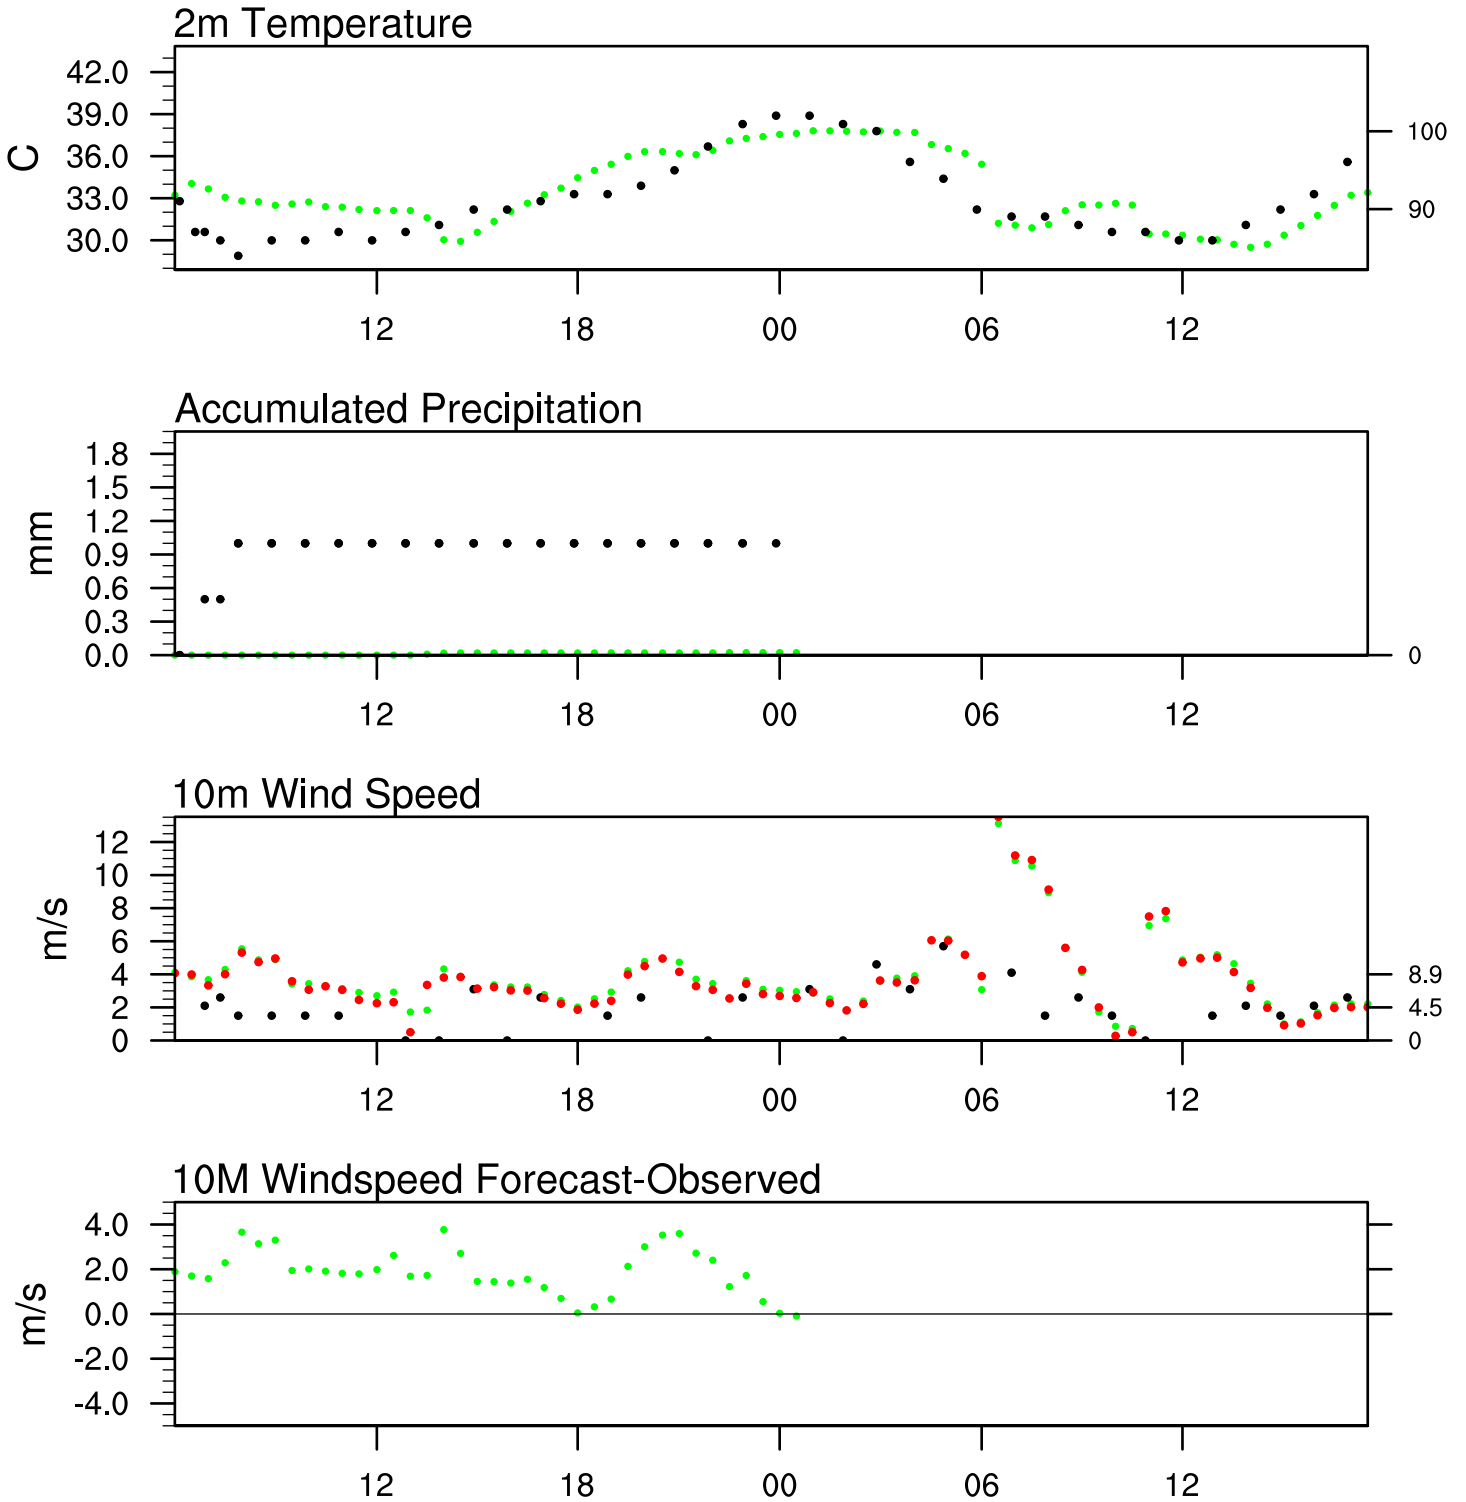 2m Temperature
42.0
39.0
36.0
33.0
30.0
C
100
90
12 18 00 06 12
Accumulated Precipitation
1.8
1.5
1.2
0.9
0.6
0.3
0.0
mm
0
12 18 00 06 12
10m Wind Speed
12
10
8
6
4
2
0
m/s
8.9
4.5
0
12 18 00 06 12
10M Windspeed Forecast-Observed
4.0
2.0
0.0
-2.0
-4.0
m/s
12 18 00 06 12